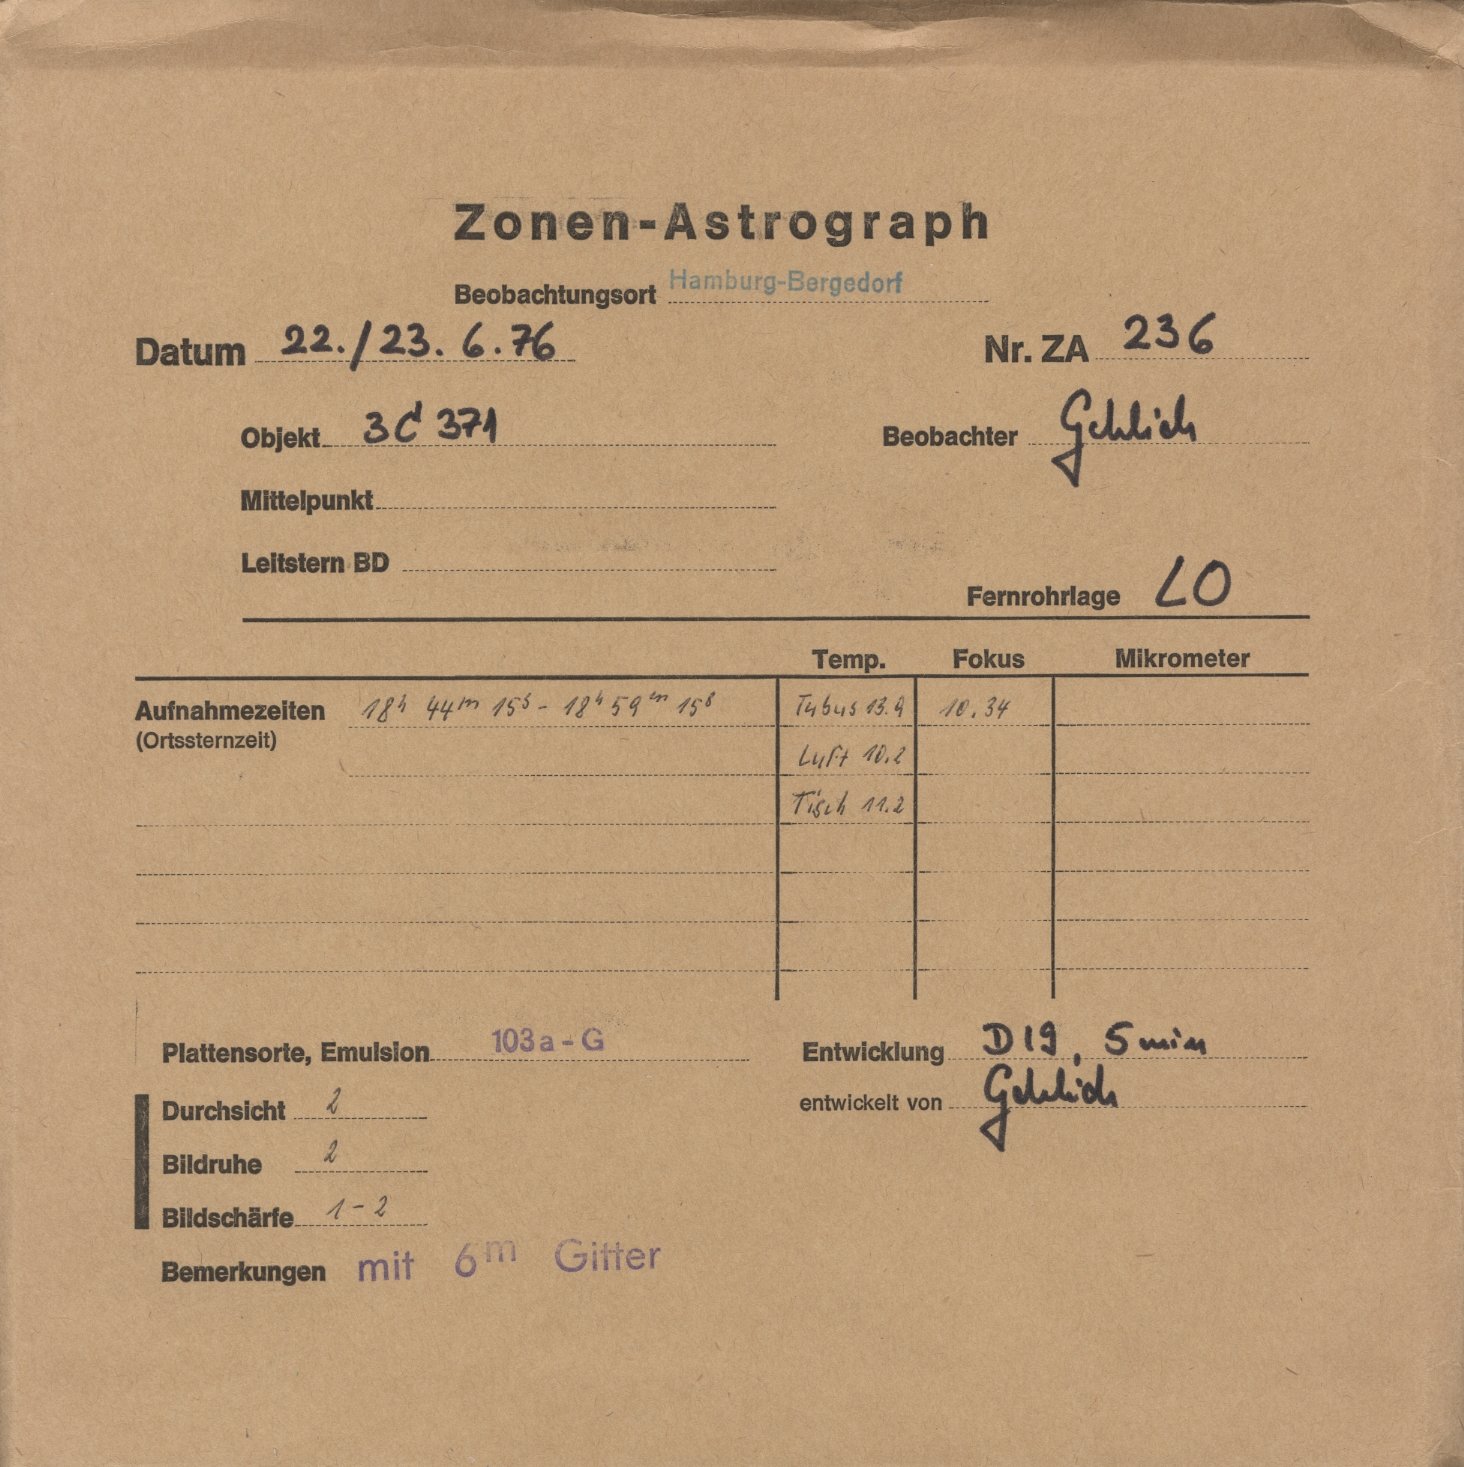 Zonen-Astrograph
Beobachtungsort Hamburg-Bergedorf
Datum 22./23. 6. 76 Nr. ZA 236
Objekt 3C 371 Beobachter Gehlich
Mittelpunkt
Leitstern BD
Fernrohrlage LO
Temp. Fokus Mikrometer
Aufnahmezeiten 18h 44m 15s - 18h 59m 15s Tubus 13.9 10.34
(Ortssternzeit)
Luft 10.2
Tisch 11.2
Plattensorte, Emulsion 103a-G Entwicklung D19, 5 min
Durchsicht 2 entwickelt von Gehlich
Bildruhe 2
Bildschärfe 1-2
Bemerkungen mit 6m Gitter